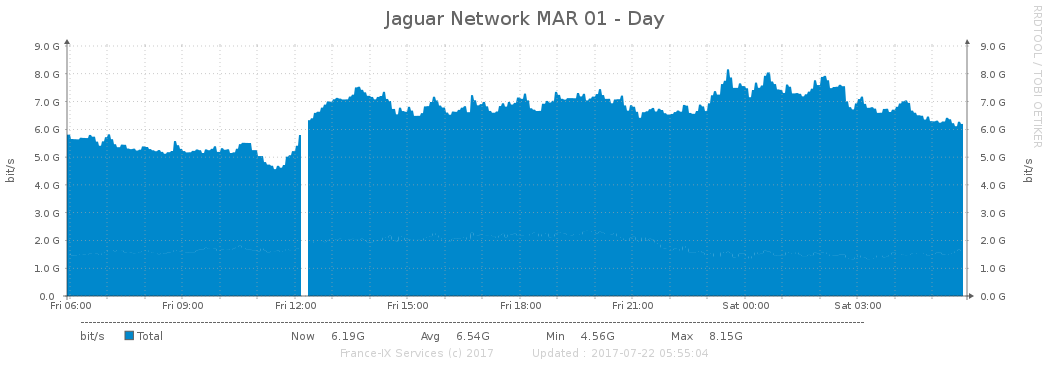 Jaguar Network MAR 01 - Day
RRDTOOL / TOBI OETIKER
9.0 G 9.0 G
8.0 G 8.0 G
7.0 G 7.0 G
6.0 G 6.0 G
5.0 G 5.0 G
4.0 G 4.0 G
3.0 G 3.0 G
2.0 G 2.0 G
1.0 G 1.0 G
0.0 0.0 G
bit/s bit/s
Fri 06:00 Fri 09:00 Fri 12:00 Fri 15:00 Fri 18:00 Fri 21:00 Sat 00:00 Sat 03:00
bit/s Total Now 6.19G Avg 6.54G Min 4.56G Max 8.15G
France-IX Services (c) 2017 Updated : 2017-07-22 05:55:04